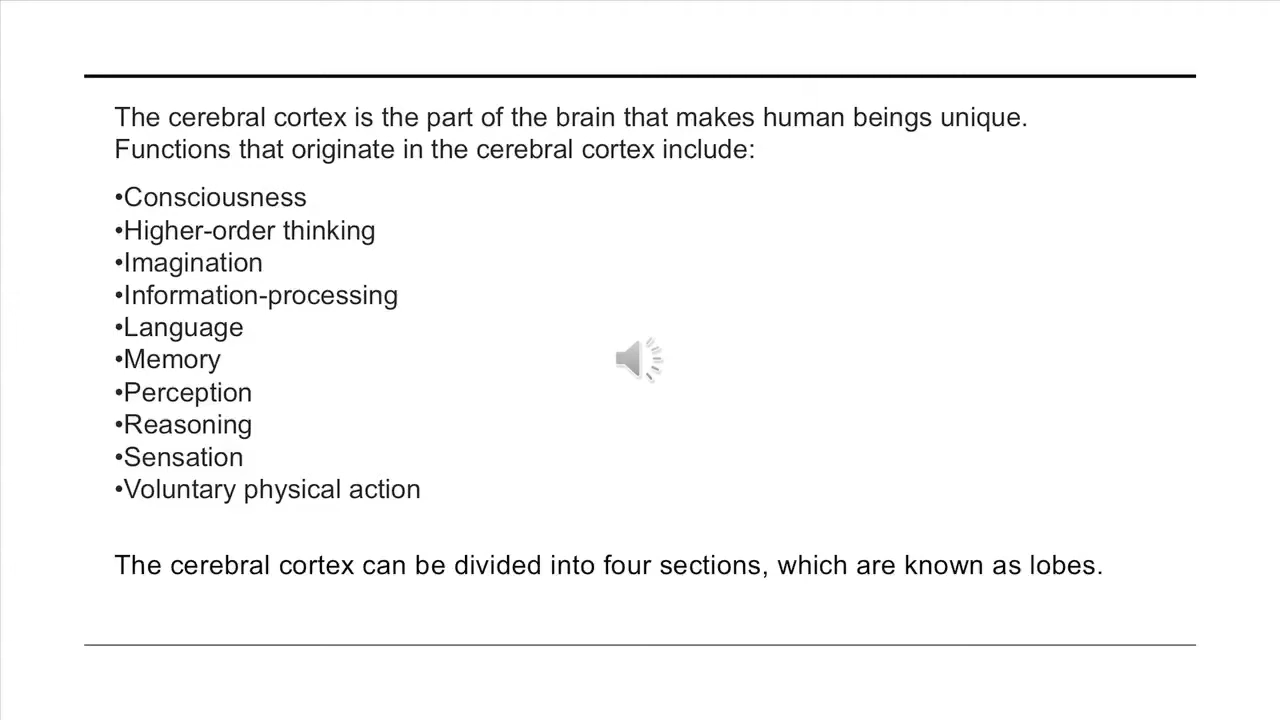 The cerebral cortex is the part of the brain that makes human beings unique.
Functions that originate in the cerebral cortex include:
•Consciousness
•Higher-order thinking
•Imagination
•Information-processing
•Language
•Memory
•Perception
•Reasoning
•Sensation
•Voluntary physical action
The cerebral cortex can be divided into four sections, which are known as lobes.